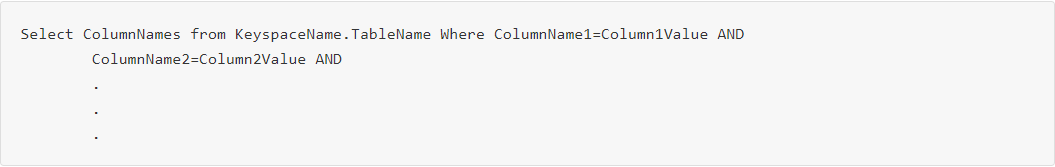 Select ColumnNames from KeyspaceName.TableName Where ColumnName1=Column1Value AND
ColumnName2=Column2Value AND
.
.
.